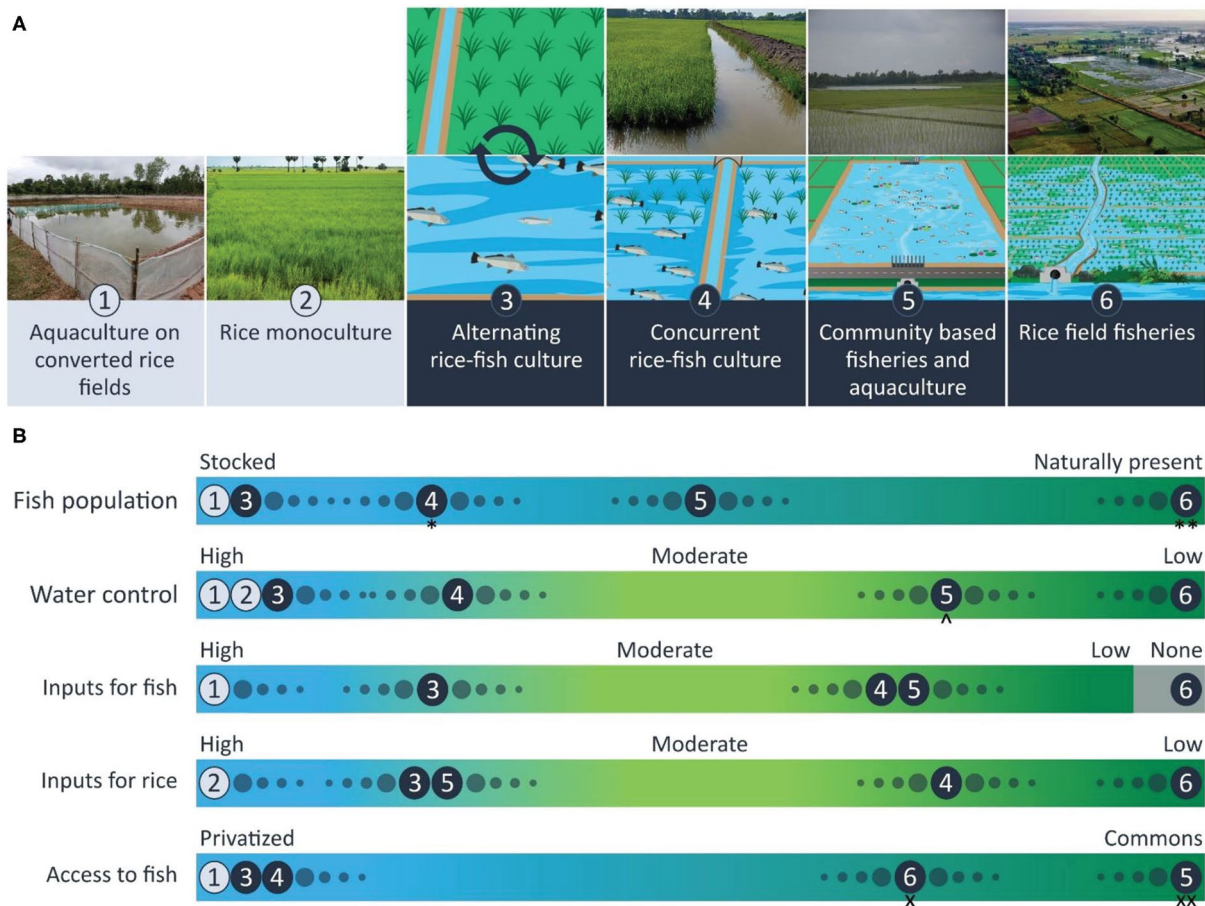 A
1
2
3
4
5
6
Aquaculture on
converted rice
fields
Rice monoculture
Alternating
rice-fish culture
Concurrent
rice-fish culture
Community based
fisheries and
aquaculture
Rice field fisheries
B
Stocked Naturally present
Fish population 1 3 4 5 6
* **
High Moderate Low
Water control 1 2 3 4 5 6
^
High Moderate Low None
Inputs for fish 1 3 4 5 6
High Moderate Low
Inputs for rice 2 3 5 4 6
Privatized Commons
Access to fish 1 3 4 6 5
x xx